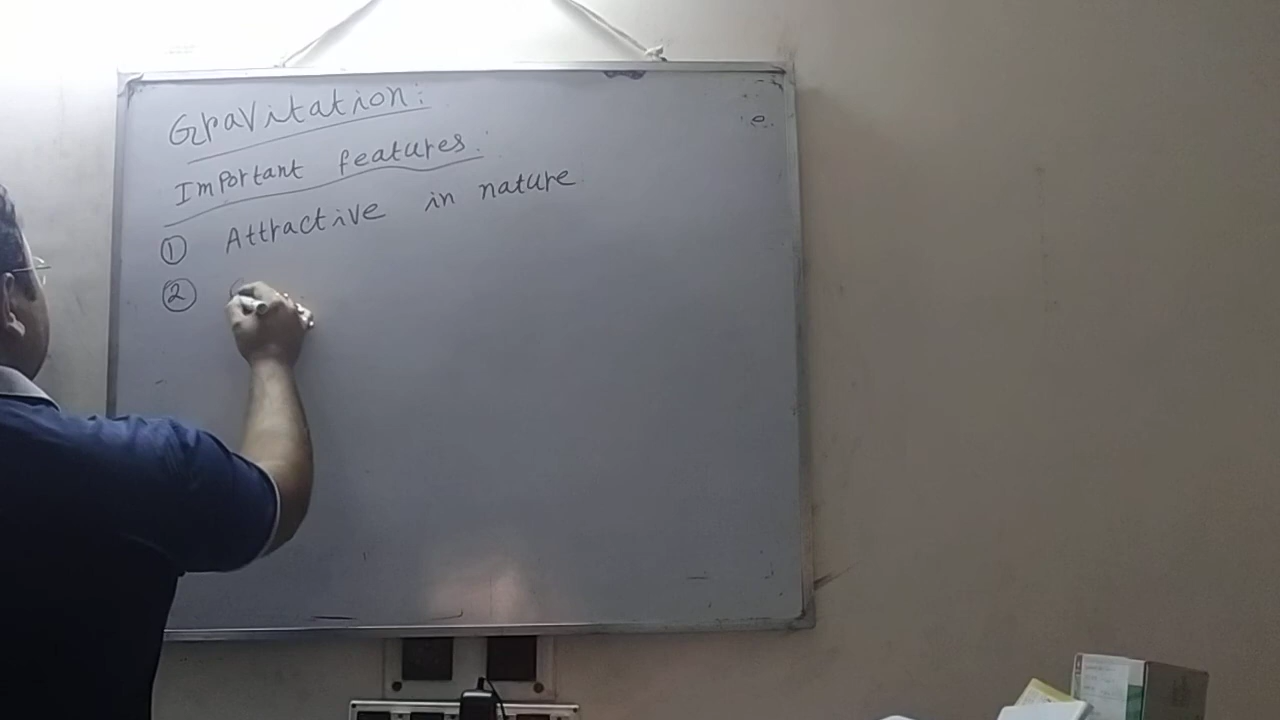 Gravitation:
Important features:
① Attractive in nature
②
e